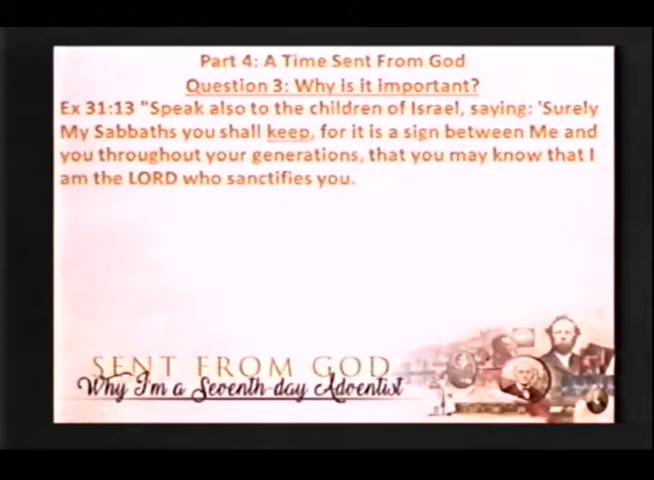 Part 4: A Time Sent From God
Question 3: Why is it important?
Ex 31:13 "Speak also to the children of Israel, saying: 'Surely
My Sabbaths you shall keep, for it is a sign between Me and
you throughout your generations, that you may know that I
am the LORD who sanctifies you.
SENT FROM GOD
Why I'm a Seventh-day Adventist